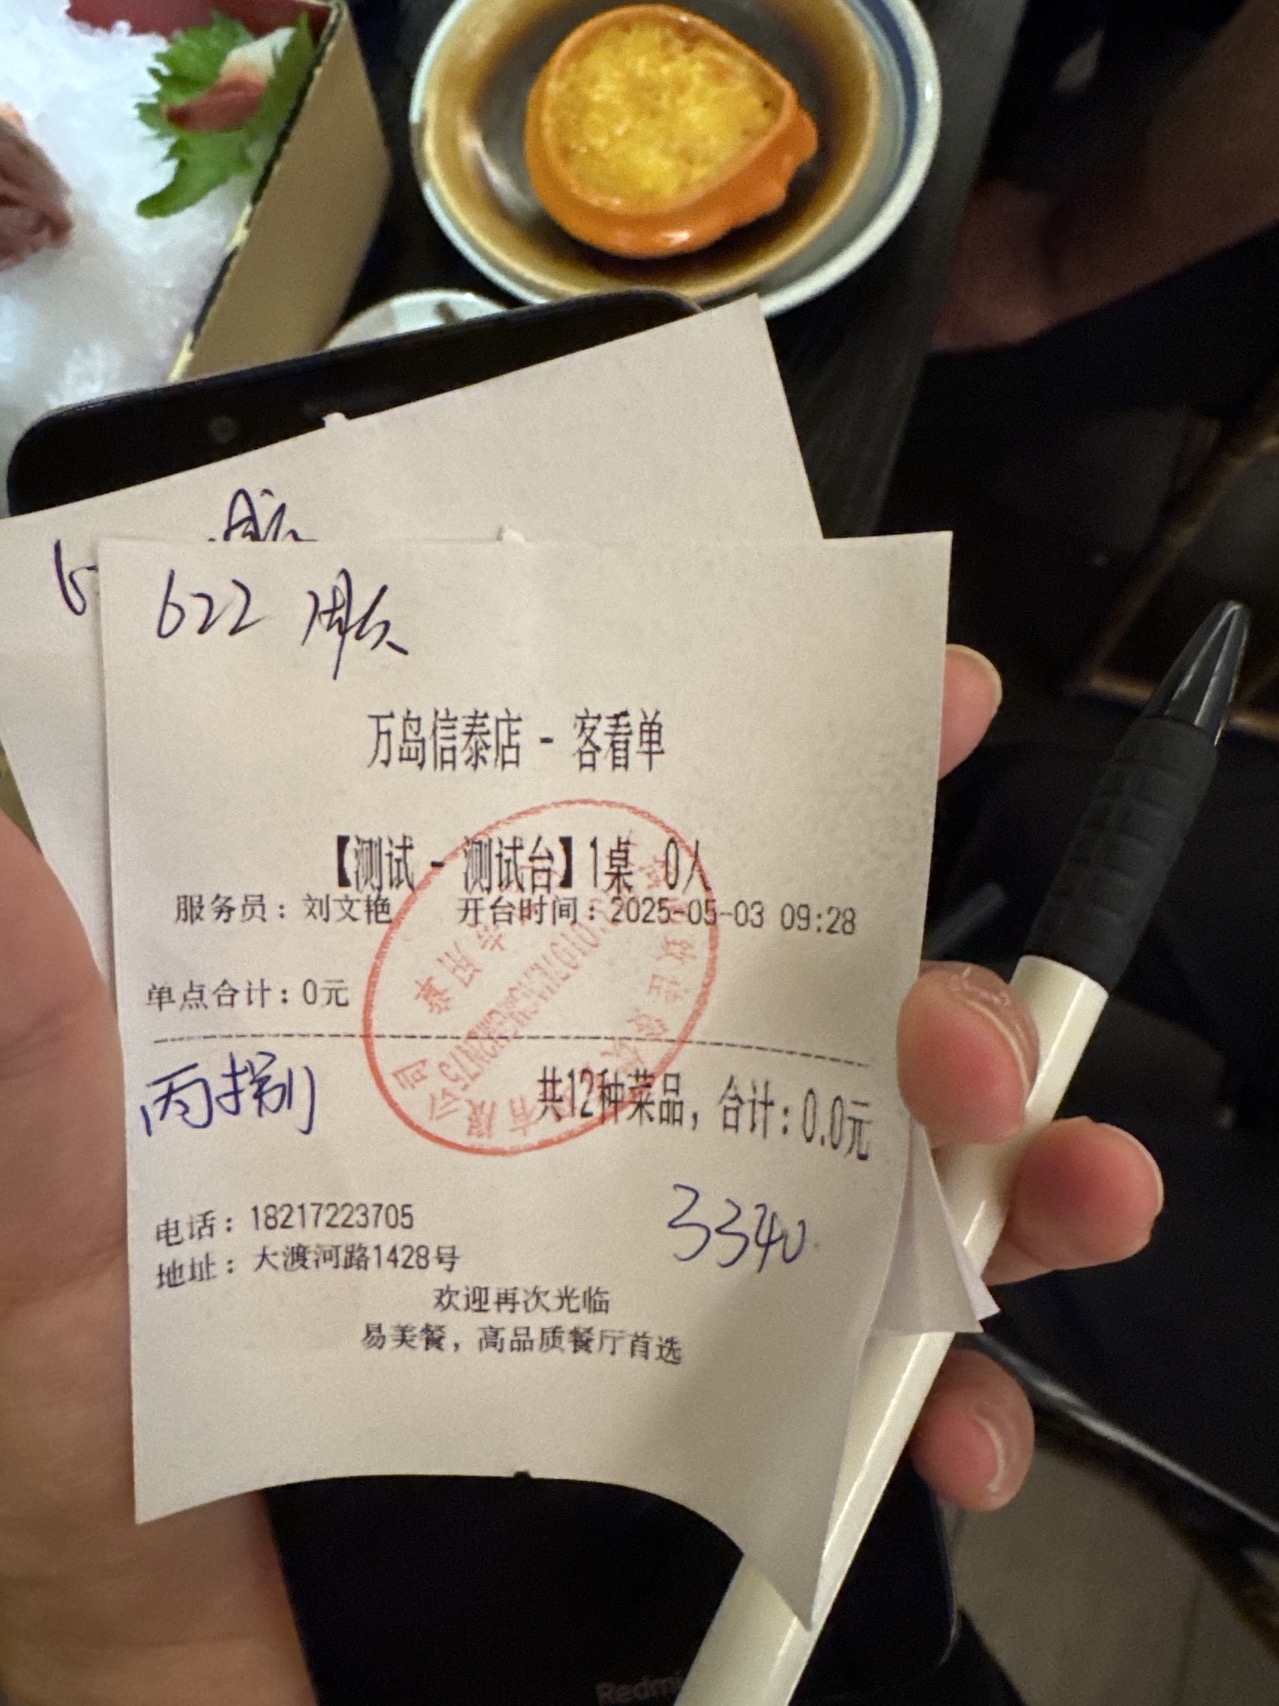 622
万岛信泰店 - 客看单
【测试 - 测试台】1桌 0人
服务员：刘文艳 开台时间：2025-05-03 09:28
单点合计：0元
丙捌 共12种菜品，合计：0.0元
3340
电话：18217223705
地址：大渡河路1428号
欢迎再次光临
易美餐，高品质餐厅首选
Redmi